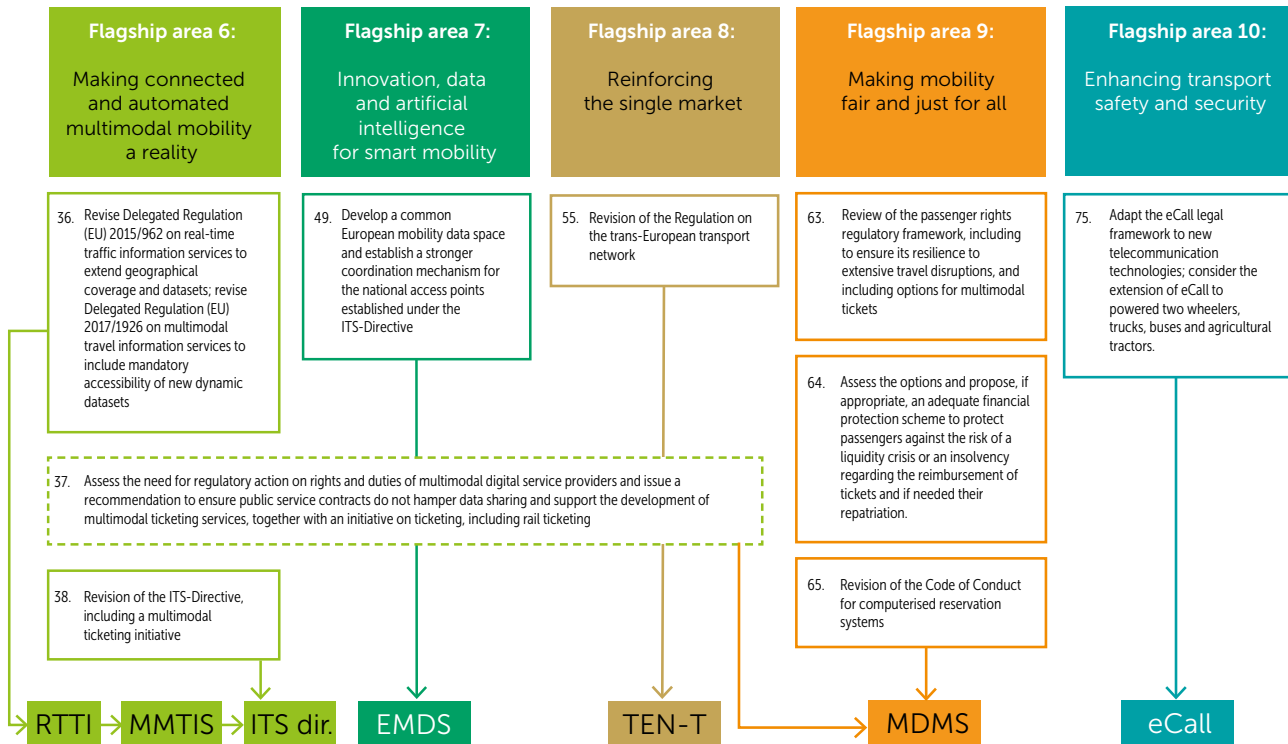 Flagship area 6:
Making connected
and automated
multimodal mobility
a reality
Flagship area 7:
Innovation, data
and artificial
intelligence
for smart mobility
Flagship area 8:
Reinforcing
the single market
Flagship area 9:
Making mobility
fair and just for all
Flagship area 10:
Enhancing transport
safety and security
36. Revise Delegated Regulation
(EU) 2015/962 on real-time
traffic information services to
extend geographical
coverage and datasets; revise
Delegated Regulation (EU)
2017/1926 on multimodal
travel information services to
include mandatory
accessibility of new dynamic
datasets
49. Develop a common
European mobility data space
and establish a stronger
coordination mechanism for
the national access points
established under the
ITS-Directive
55. Revision of the Regulation on
the trans-European transport
network
63. Review of the passenger rights
regulatory framework, including
to ensure its resilience to
extensive travel disruptions, and
including options for multimodal
tickets
75. Adapt the eCall legal
framework to new
telecommunication
technologies; consider the
extension of eCall to
powered two wheelers,
trucks, buses and agricultural
tractors.
64. Assess the options and propose, if
appropriate, an adequate financial
protection scheme to protect
passengers against the risk of a
liquidity crisis or an insolvency
regarding the reimbursement of
tickets and if needed their
repatriation.
37. Assess the need for regulatory action on rights and duties of multimodal digital service providers and issue a
recommendation to ensure public service contracts do not hamper data sharing and support the development of
multimodal ticketing services, together with an initiative on ticketing, including rail ticketing
38. Revision of the ITS-Directive,
including a multimodal
ticketing initiative
65. Revision of the Code of Conduct
for computerised reservation
systems
RTTI
MMTIS
ITS dir.
EMDS
TEN-T
MDMS
eCall